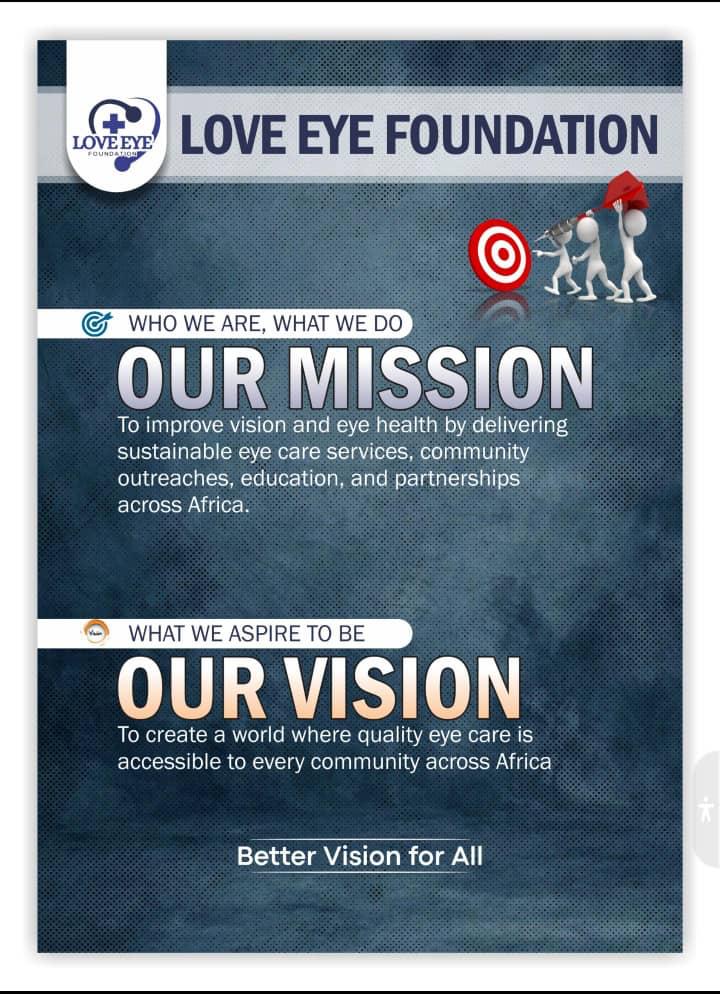 LOVE EYE
FOUNDATION
LOVE EYE FOUNDATION
WHO WE ARE, WHAT WE DO
OUR MISSION
To improve vision and eye health by delivering
sustainable eye care services, community
outreaches, education, and partnerships
across Africa.
Vision
WHAT WE ASPIRE TO BE
OUR VISION
To create a world where quality eye care is
accessible to every community across Africa
Better Vision for All